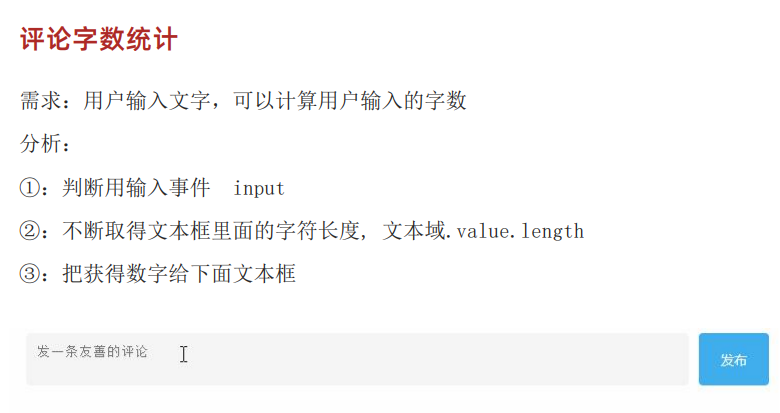 评论字数统计
需求：用户输入文字，可以计算用户输入的字数
分析：
①：判断用输入事件 input
②：不断取得文本框里面的字符长度, 文本域.value.length
③：把获得数字给下面文本框
发一条友善的评论
发布